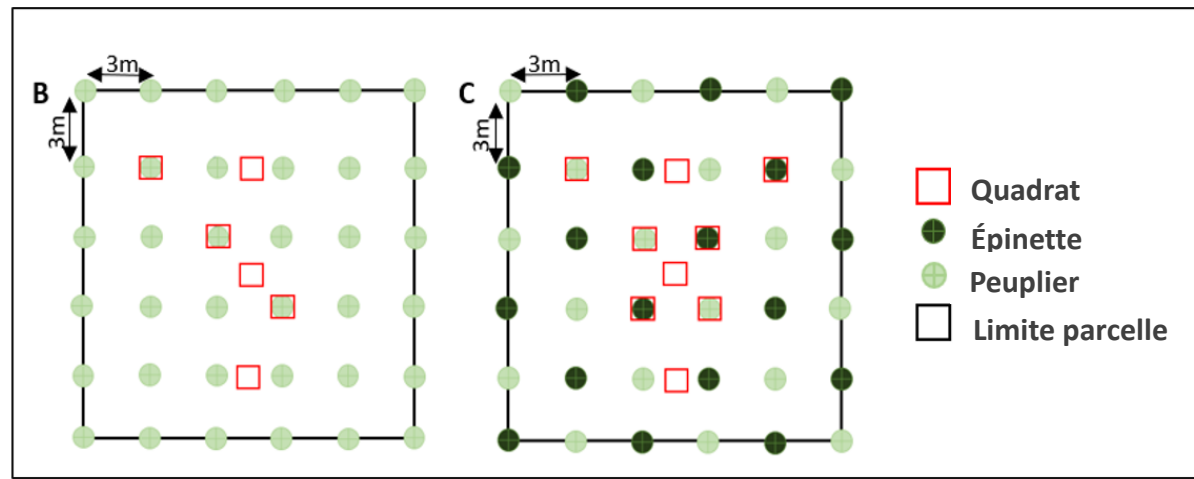 B
3m
3m
C
3m
3m
Quadrat
Épinette
Peuplier
Limite parcelle